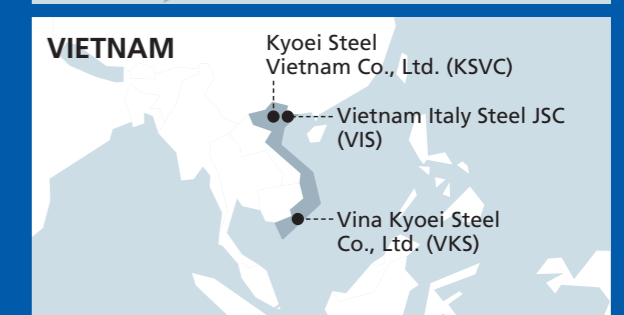 VIETNAM
Kyoei Steel
Vietnam Co., Ltd. (KSVC)
Vietnam Italy Steel JSC
(VIS)
Vina Kyoei Steel
Co., Ltd. (VKS)